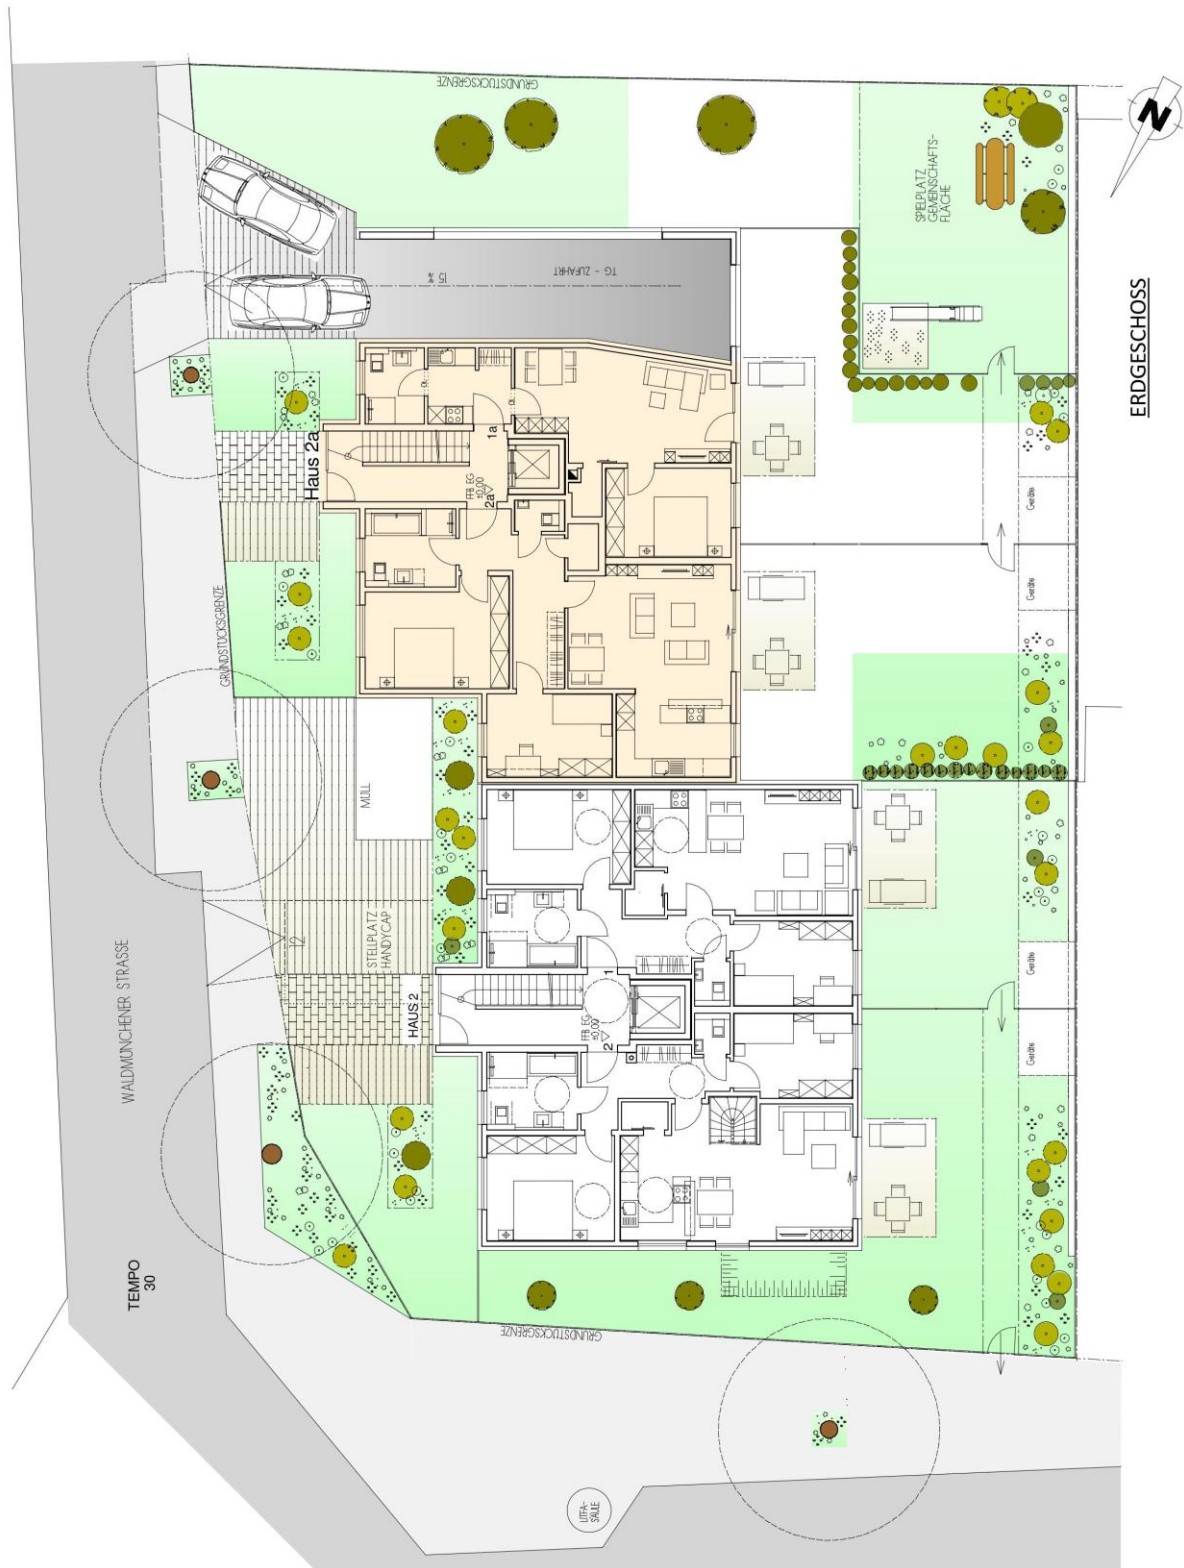 GRUNDSTÜCKSGRENZE
N
SPIELPLATZ
GEMEINSCHAFTS-
FLÄCHE
15 %
TG - ZUFAHRT
ERDGESCHOSS
Haus 2a
1a
FFB EG
±0,00
2a
Geräte
GRUNDSTÜCKSGRENZE
Geräte
MÜLL
WALDMÜNCHENER STRASSE
12
STELLPLATZ
HANDYCAP
Geräte
HAUS 2
1
FFB EG
±0,00
2
Geräte
TEMPO
30
GRUNDSTÜCKSGRENZE
LITFA-
SÄULE